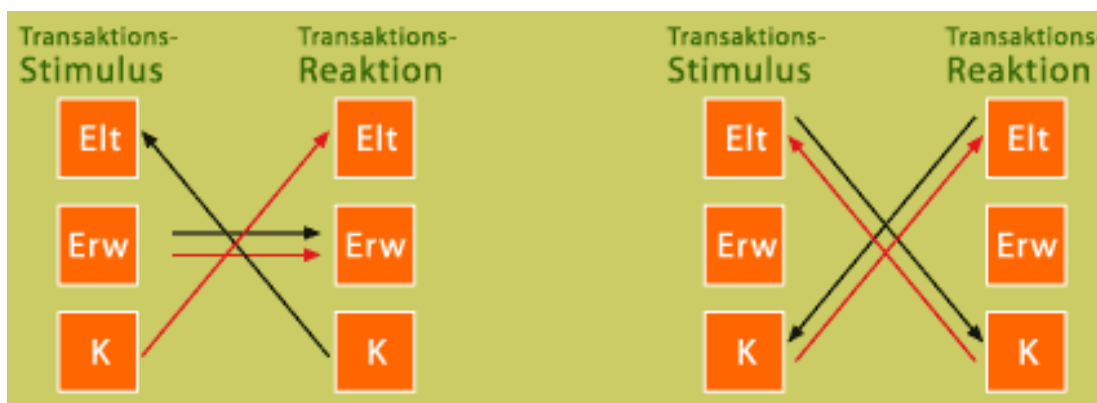 Transaktions- Transaktions- Transaktions- Transaktions-
Stimulus Reaktion Stimulus Reaktion
Elt Elt Elt Elt
Erw Erw Erw Erw
K K K K